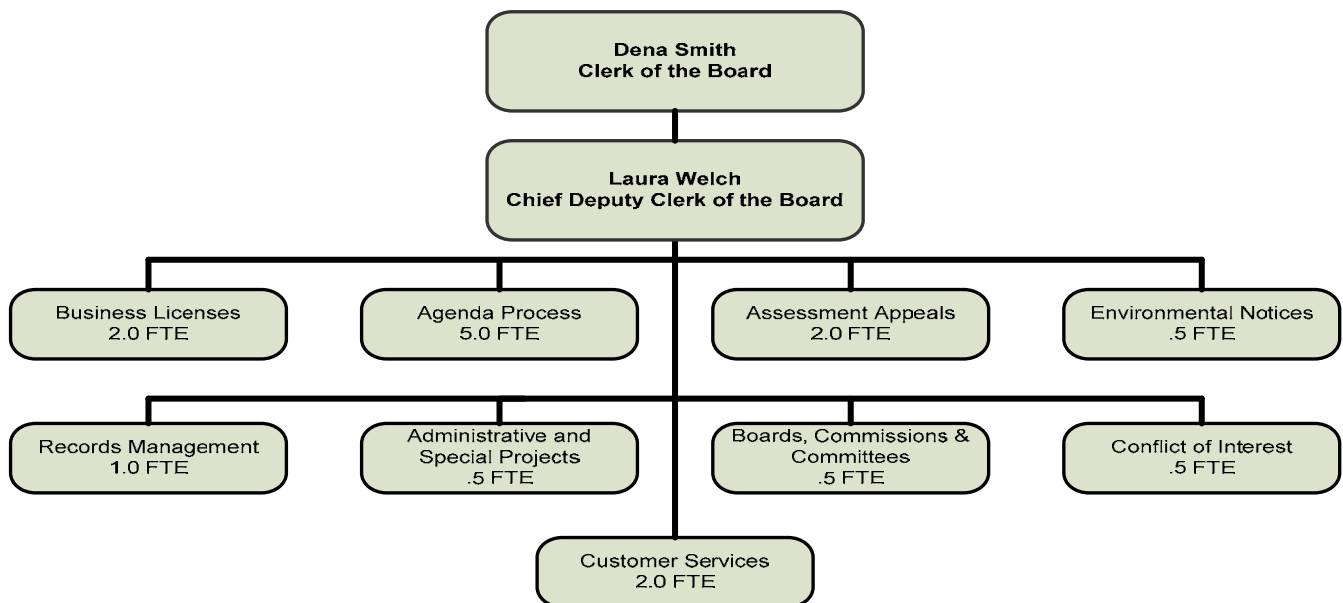 Dena Smith
Clerk of the Board
Laura Welch
Chief Deputy Clerk of the Board
Business Licenses
2.0 FTE
Agenda Process
5.0 FTE
Assessment Appeals
2.0 FTE
Environmental Notices
.5 FTE
Records Management
1.0 FTE
Administrative and
Special Projects
.5 FTE
Boards, Commissions &
Committees
.5 FTE
Conflict of Interest
.5 FTE
Customer Services
2.0 FTE